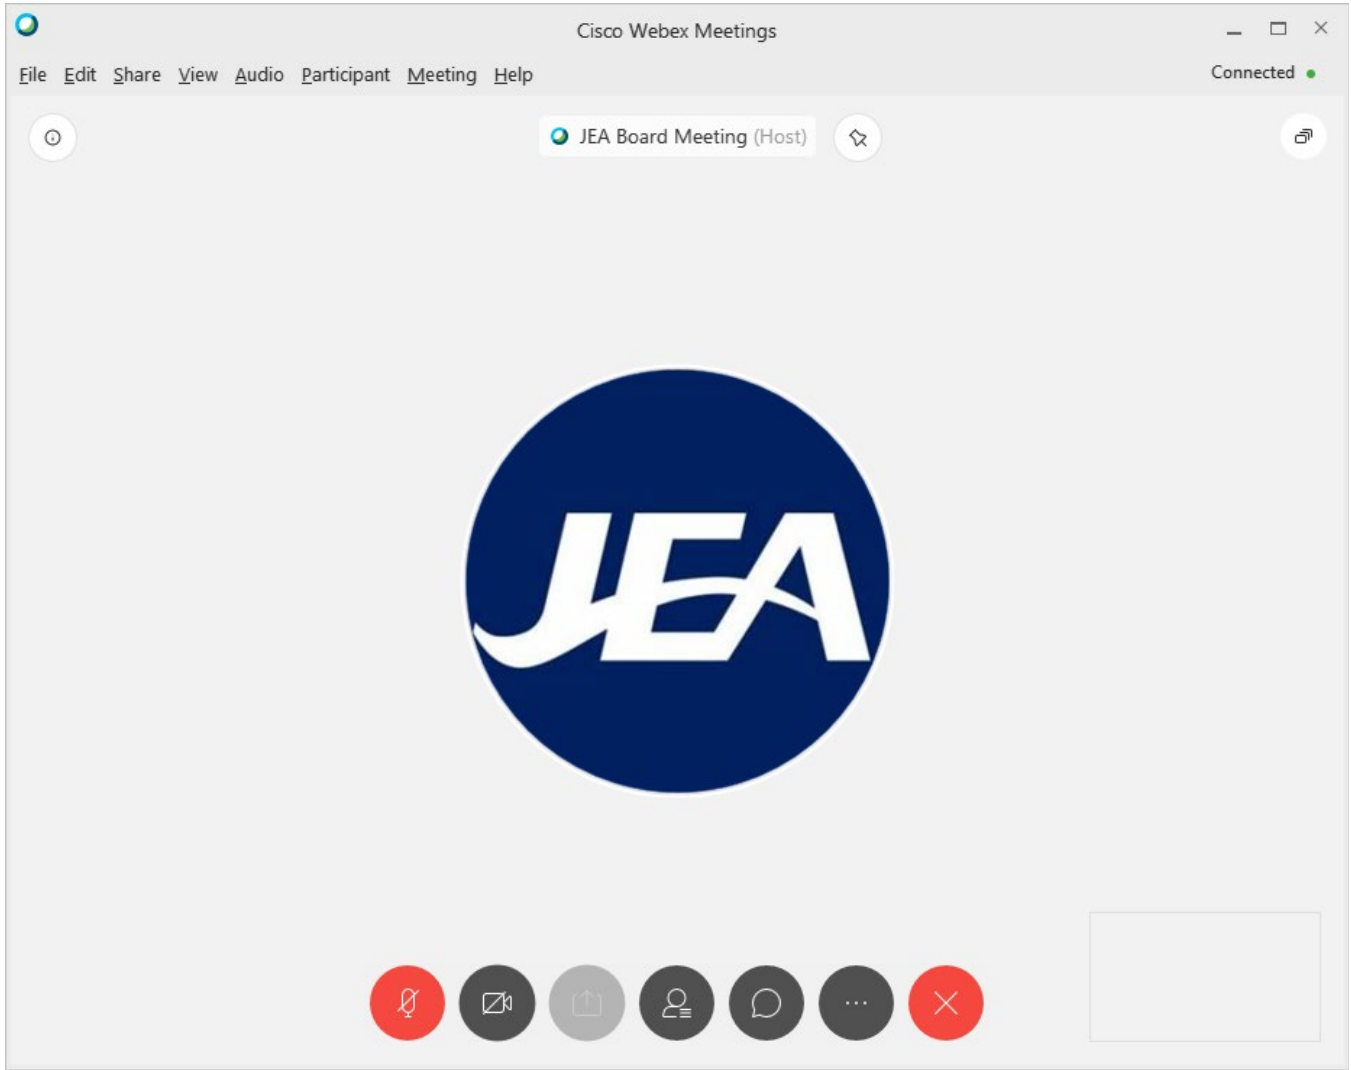 Cisco Webex Meetings
File Edit Share View Audio Participant Meeting Help
Connected
JEA Board Meeting (Host)
JEA